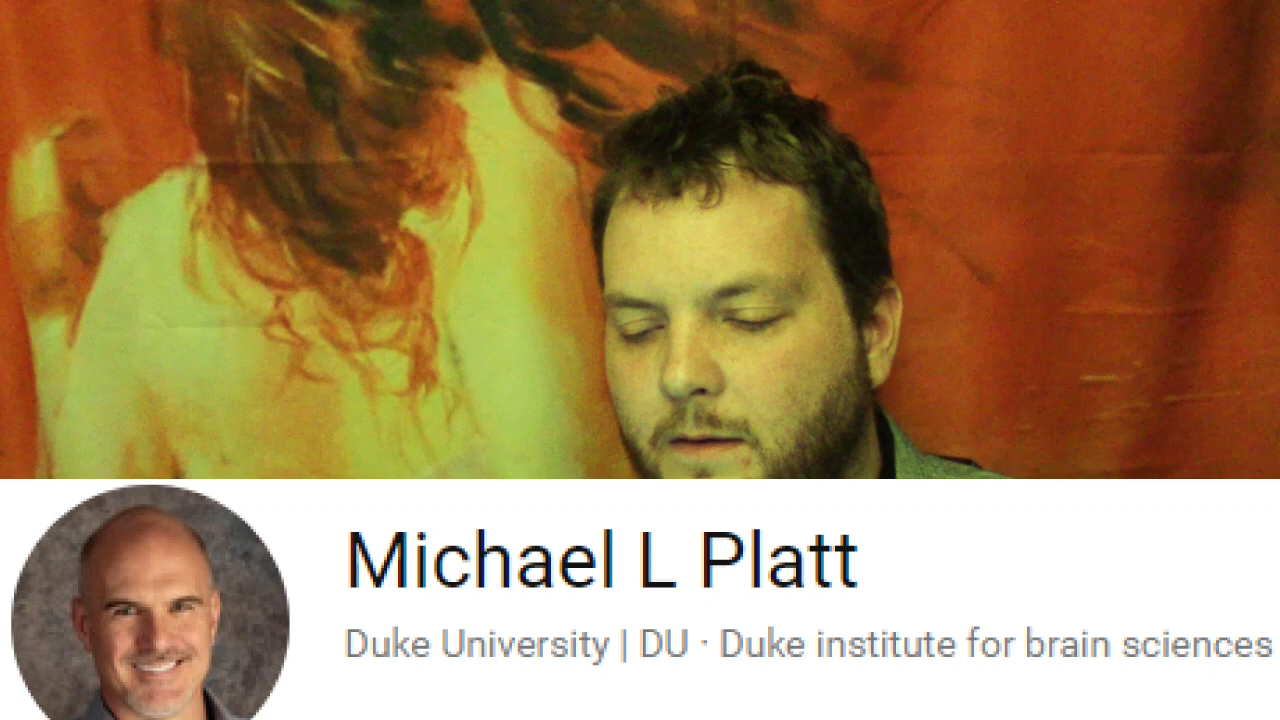 Michael L Platt
Duke University | DU · Duke institute for brain sciences